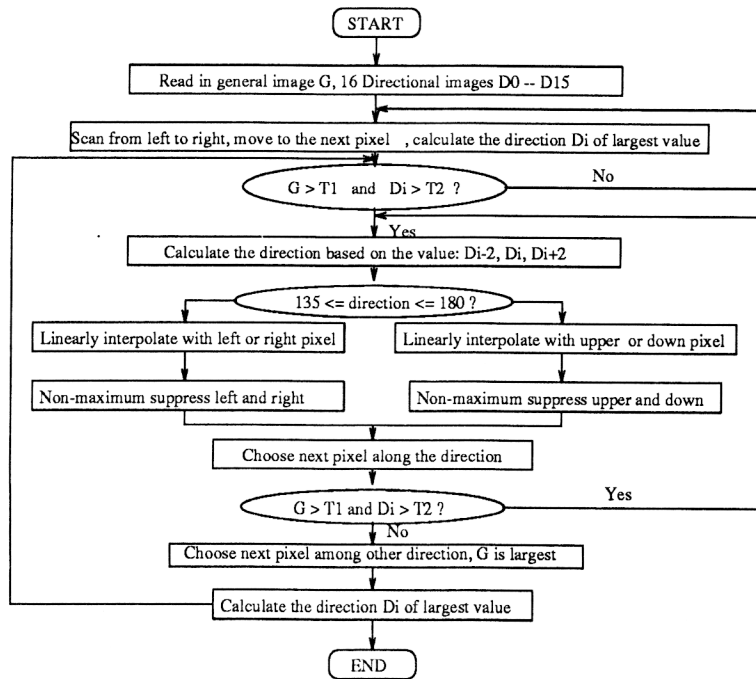 START
Read in general image G, 16 Directional images D0 -- D15
Scan from left to right, move to the next pixel , calculate the direction Di of largest value
G > T1 and Di > T2 ?
No
Yes
Calculate the direction based on the value: Di-2, Di, Di+2
135 <= direction <= 180 ?
Linearly interpolate with left or right pixel
Linearly interpolate with upper or down pixel
Non-maximum suppress left and right
Non-maximum suppress upper and down
Choose next pixel along the direction
G > T1 and Di > T2 ?
Yes
No
Choose next pixel among other direction, G is largest
Calculate the direction Di of largest value
END